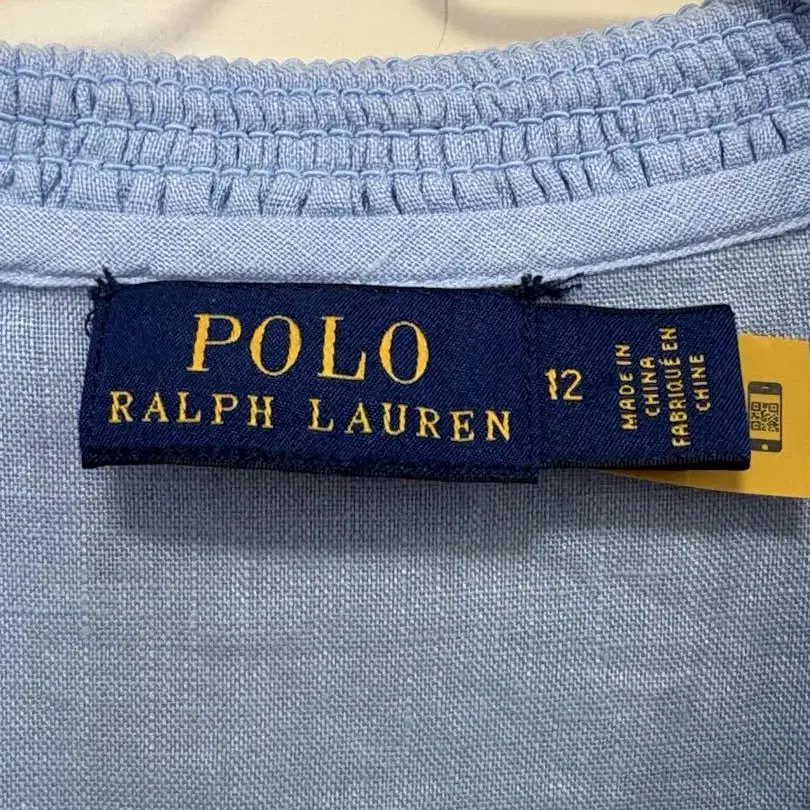 POLO
RALPH LAUREN
12
MADE IN
CHINA
FABRIQUÉ EN
CHINE